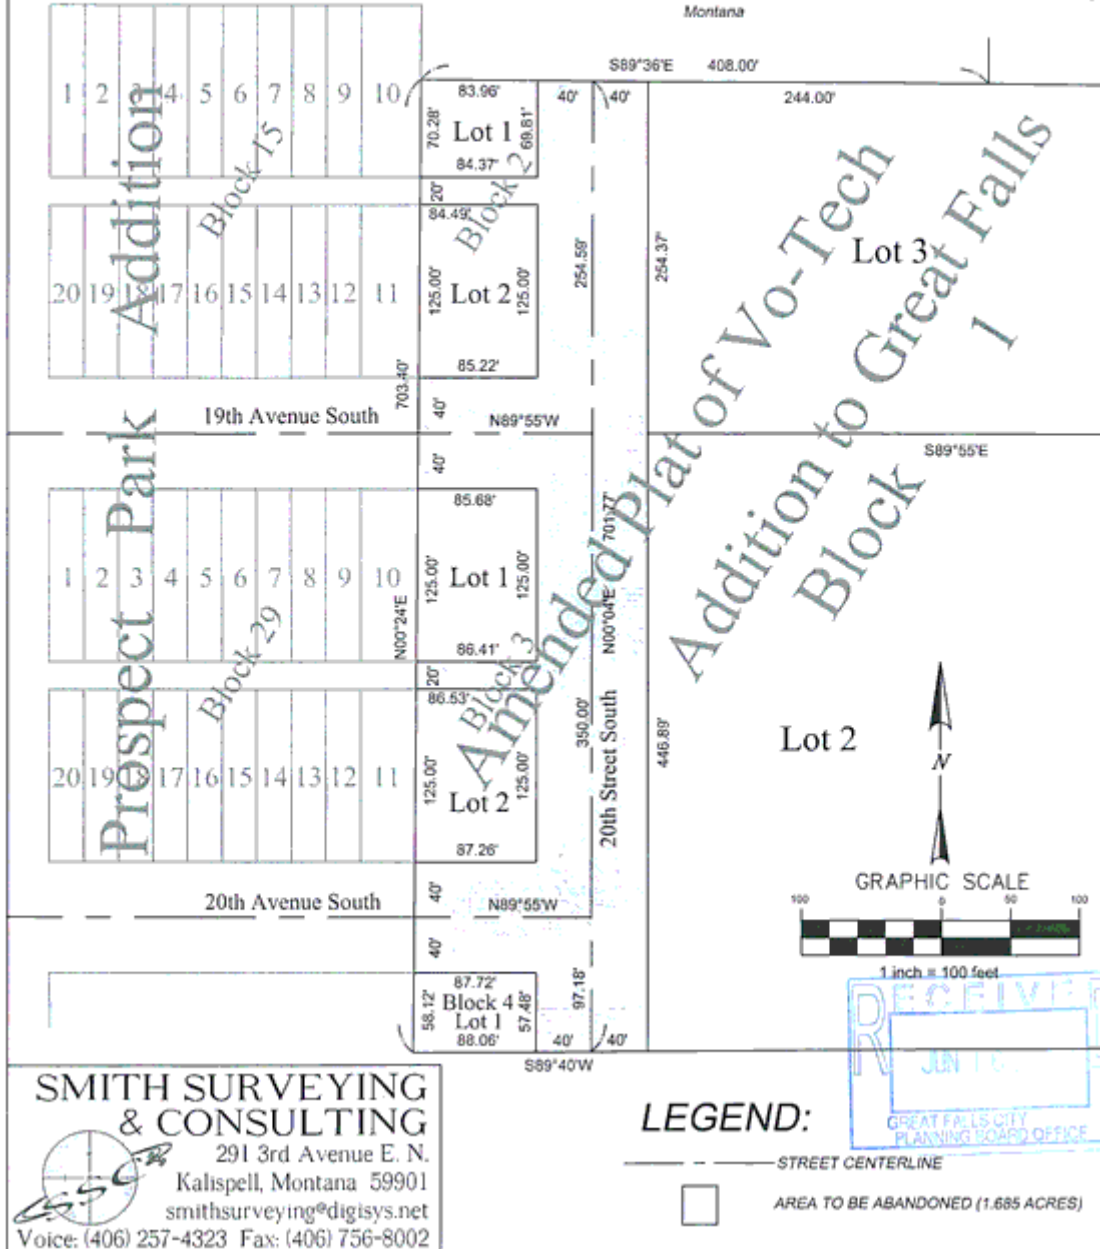 Montana
S89°36'E 408.00'
1 2 3 4 5 6 7 8 9 10
83.96'
40' 40'
244.00'
70.28'
Lot 1
69.81'
84.37'
Block 15
Block 2
20'
84.49'
254.59'
254.37'
Lot 3
20 19 18 17 16 15 14 13 12 11
125.00'
Lot 2
125.00'
85.22'
703.40'
40'
19th Avenue South
N89°55'W
S89°55'E
40'
85.68'
701.77'
1 2 3 4 5 6 7 8 9 10
125.00'
Lot 1
125.00'
N00°24'E
N00°04'E
86.41'
Block 29
Block 3
20'
86.53'
350.00'
20th Street South
446.89'
Lot 2
N
20 19 18 17 16 15 14 13 12 11
125.00'
Lot 2
125.00'
87.26'
40'
20th Avenue South
N89°55'W
40'
87.72'
58.12'
Block 4
Lot 1
57.48'
88.06'
97.18'
40' 40'
S89°40'W
Prospect Park Addition
Amended Plat of Vo-Tech
Addition to Great Falls
Block 1
GRAPHIC SCALE
100 0 50 100
1 inch = 100 feet
RECEIVE
JUN 1
GREAT FALLS CITY
PLANNING BOARD OFFICE
SMITH SURVEYING
& CONSULTING
291 3rd Avenue E. N.
Kalispell, Montana 59901
smithsurveying@digisys.net
Voice: (406) 257-4323 Fax: (406) 756-8002
LEGEND:
STREET CENTERLINE
AREA TO BE ABANDONED (1.685 ACRES)